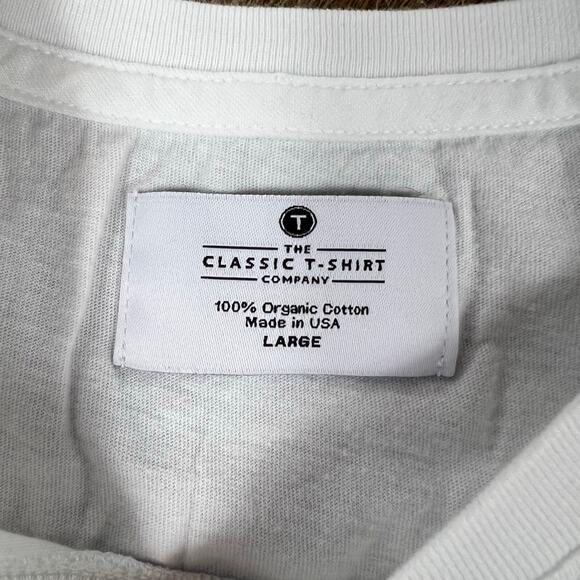 T
THE
CLASSIC T-SHIRT
COMPANY
100% Organic Cotton
Made in USA
LARGE